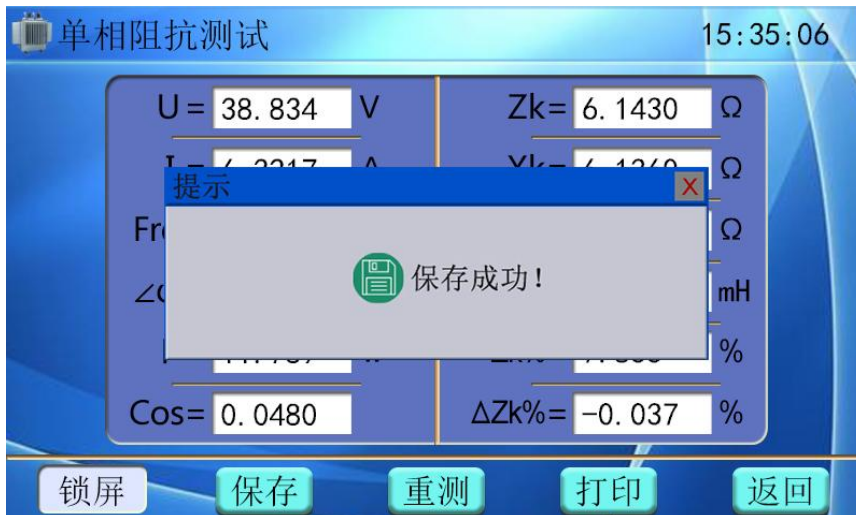 单相阻抗测试 15:35:06
U = 38.834 V Zk= 6.1430 Ω
Ω
提示 X
Ω
保存成功!
mH
%
Cos= 0.0480 ΔZk%= -0.037 %
锁屏 保存 重测 打印 返回